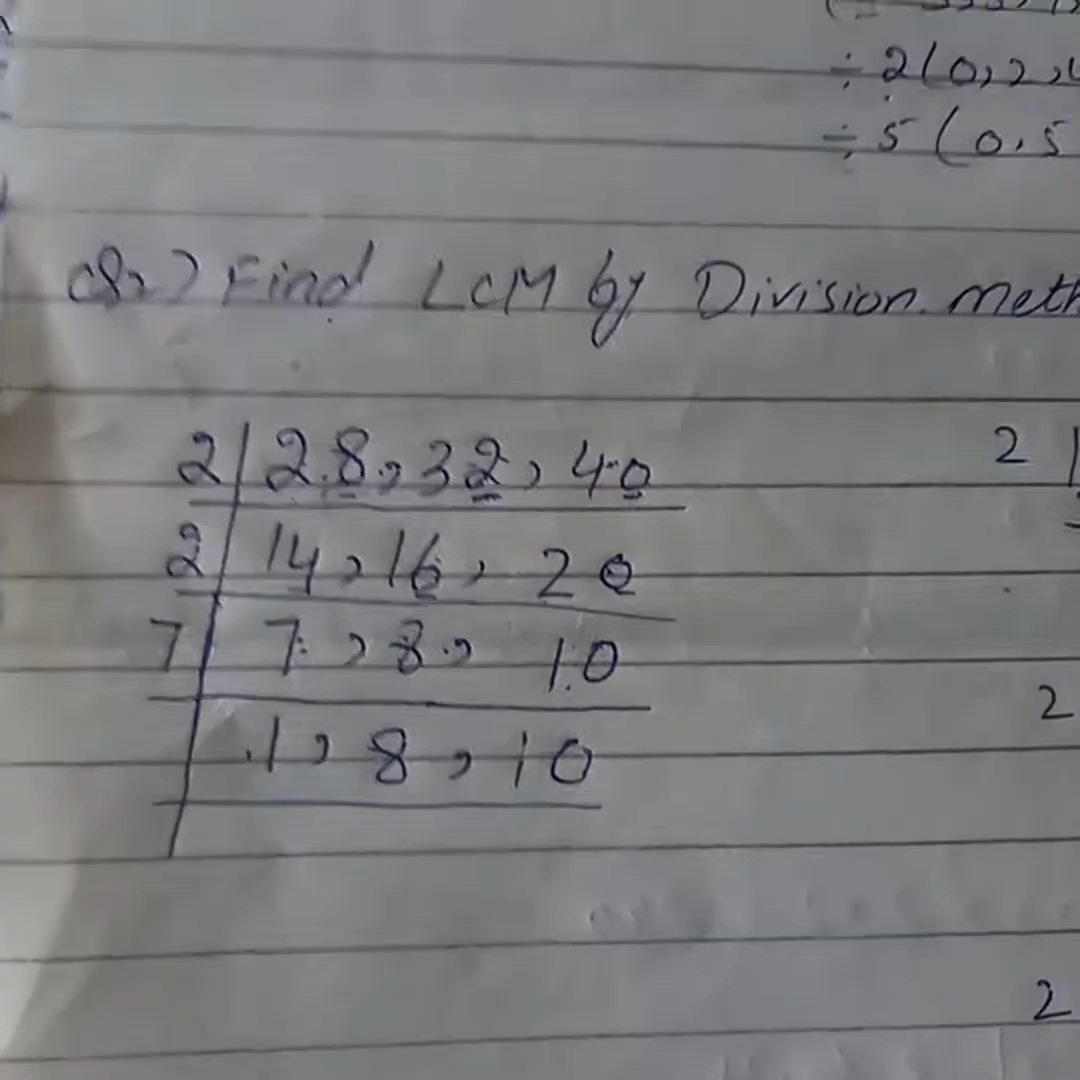 ÷ 2(0,2,
÷ 5 (0,5
Find LCM by Division
2 | 28, 32, 40
2 |
2 | 14, 16, 20
7 | 7, 8, 10
2
1, 8, 10
2